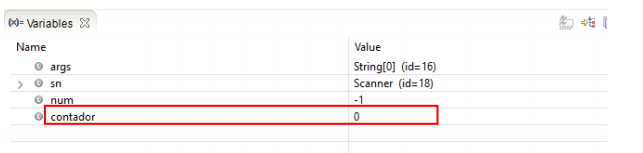 (x)= Variables
Name Value
args String[0] (id=16)
sn Scanner (id=18)
num -1
contador 0